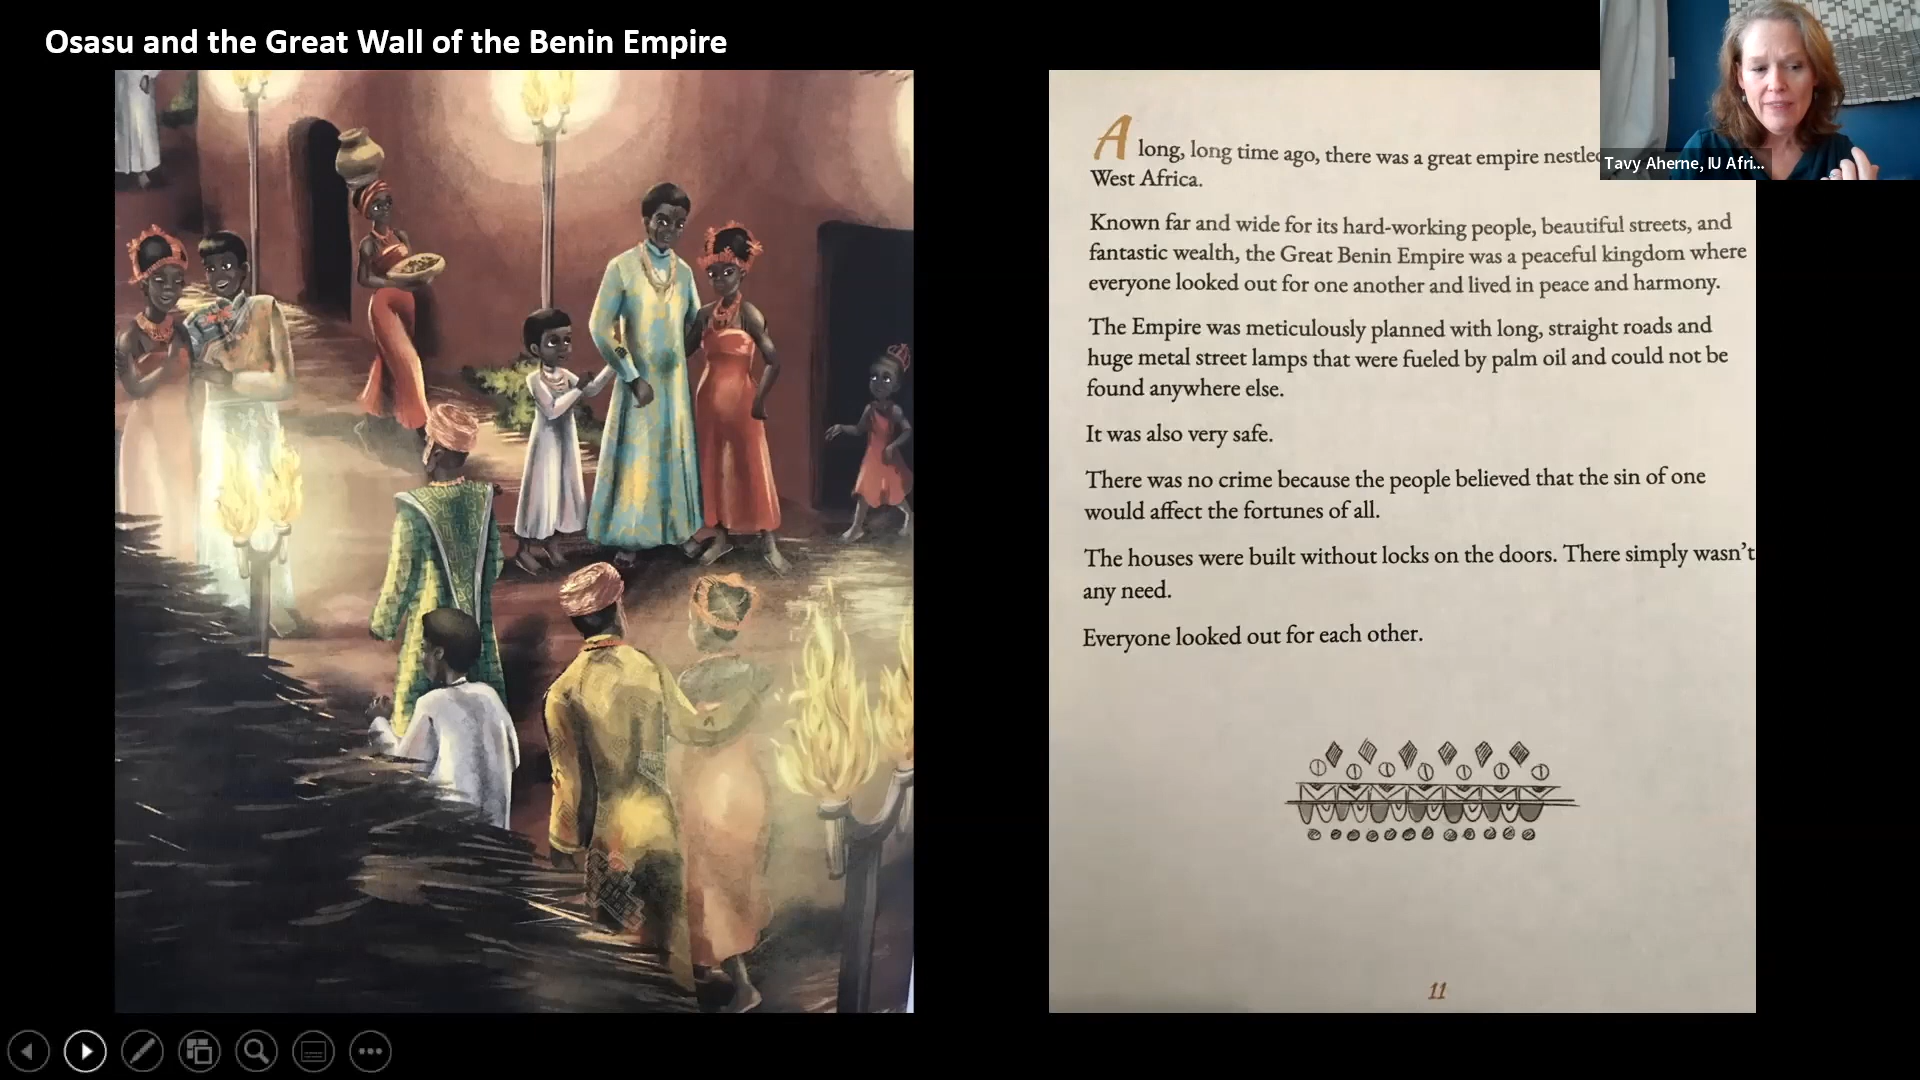 Osasu and the Great Wall of the Benin Empire
A long, long time ago, there was a great empire
West Africa.
Known far and wide for its hard-working people, beautiful streets, and
fantastic wealth, the Great Benin Empire was a peaceful kingdom where
everyone looked out for one another and lived in peace and harmony.
The Empire was meticulously planned with long, straight roads and
huge metal street lamps that were fueled by palm oil and could not be
found anywhere else.
It was also very safe.
There was no crime because the people believed that the sin of one
would affect the fortunes of all.
The houses were built without locks on the doors. There simply wasn't
any need.
Everyone looked out for each other.
11
Tavy Aherne, IU Afri...